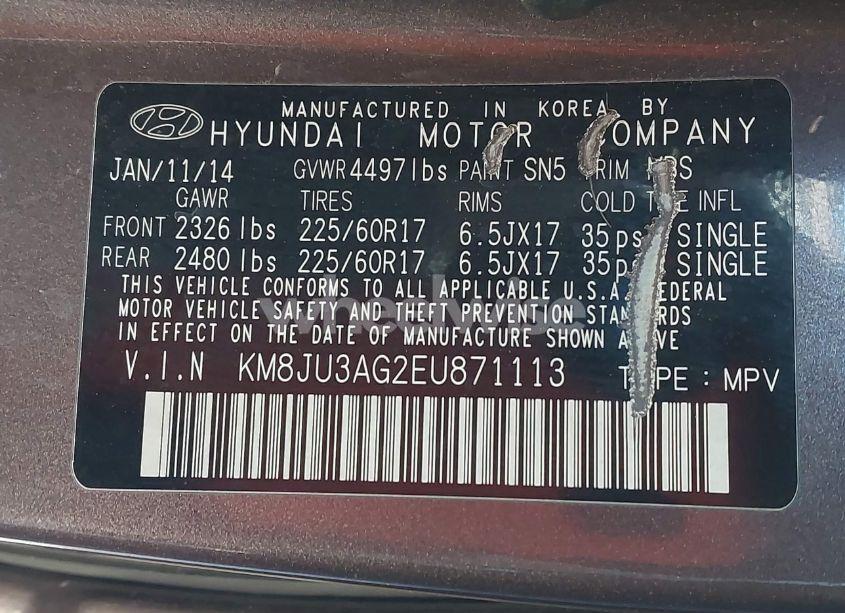 MANUFACTURED IN KOREA BY
HYUNDAI MOTOR COMPANY
JAN/11/14 GVWR 4497 lbs PAINT SN5 TRIM
GAWR TIRES RIMS COLD TIRE INFL
FRONT 2326 lbs 225/60R17 6.5JX17 35 psi SINGLE
REAR 2480 lbs 225/60R17 6.5JX17 35 psi SINGLE
THIS VEHICLE CONFORMS TO ALL APPLICABLE U.S.A. FEDERAL
MOTOR VEHICLE SAFETY AND THEFT PREVENTION STANDARDS
IN EFFECT ON THE DATE OF MANUFACTURE SHOWN ABOVE
V.I.N KM8JU3AG2EU871113 TYPE : MPV